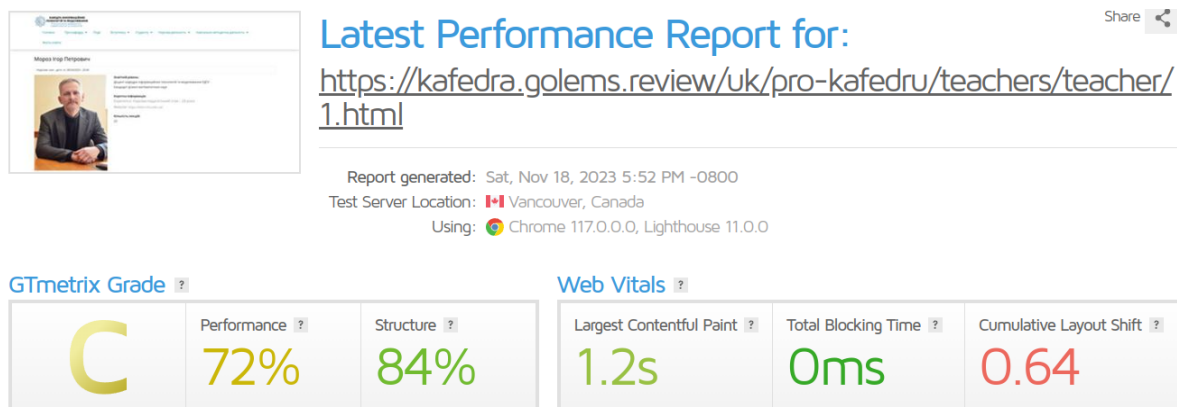 Share
Latest Performance Report for:
https://kafedra.golems.review/uk/pro-kafedru/teachers/teacher/
1.html
Мороз Ігор Петрович
Report generated: Sat, Nov 18, 2023 5:52 PM -0800
Test Server Location: Vancouver, Canada
Using: Chrome 117.0.0.0, Lighthouse 11.0.0
GTmetrix Grade ?
Web Vitals ?
C
Performance ?
72%
Structure ?
84%
Largest Contentful Paint ?
1.2s
Total Blocking Time ?
0ms
Cumulative Layout Shift ?
0.64